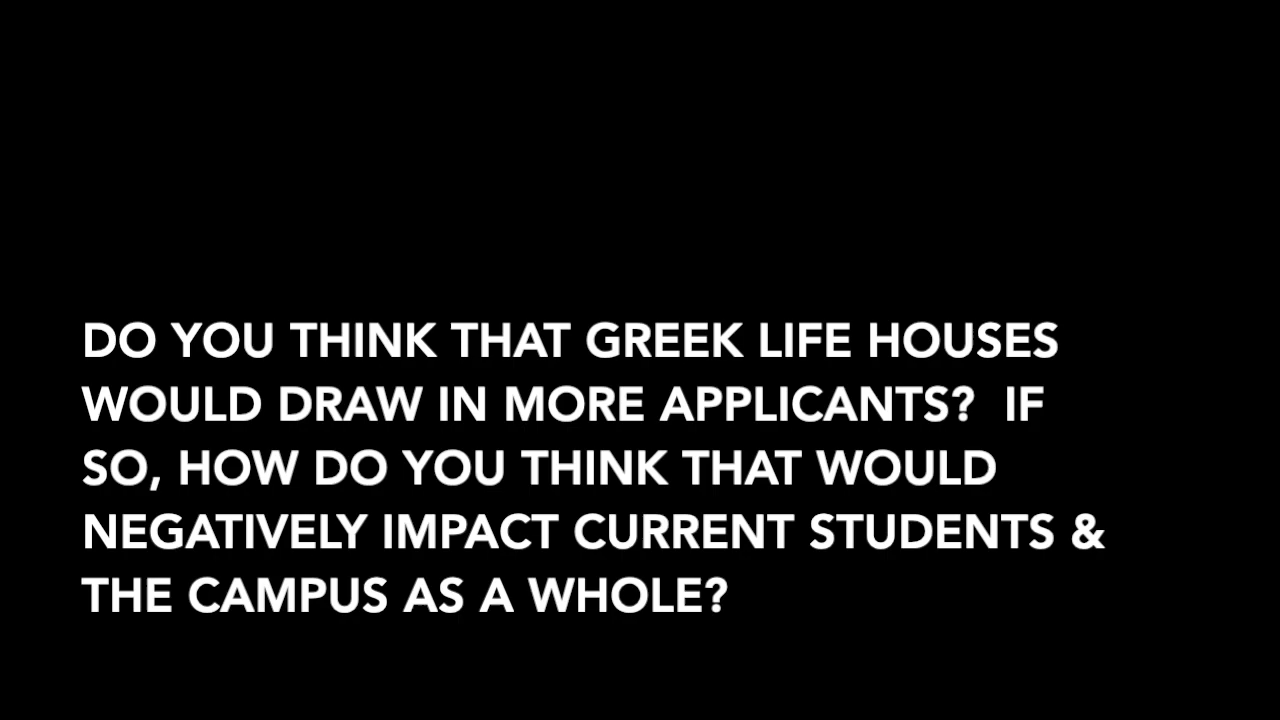 DO YOU THINK THAT GREEK LIFE HOUSES
WOULD DRAW IN MORE APPLICANTS?  IF
SO, HOW DO YOU THINK THAT WOULD
NEGATIVELY IMPACT CURRENT STUDENTS &
THE CAMPUS AS A WHOLE?